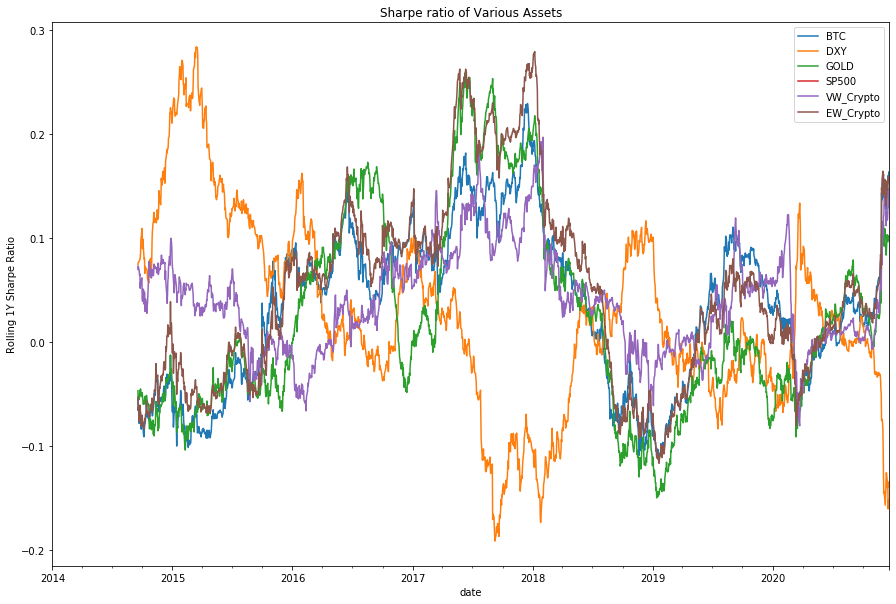 Sharpe ratio of Various Assets
Rolling 1Y Sharpe Ratio
0.3
0.2
0.1
0.0
−0.1
−0.2
BTC
DXY
GOLD
SP500
VW_Crypto
EW_Crypto
2014
2015
2016
2017
2018
2019
2020
date